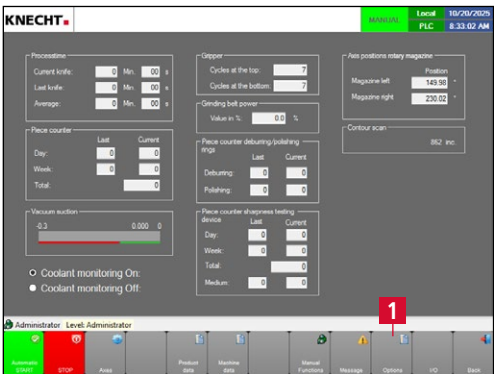 KNECHT
MANUAL
Local
PLC
10/20/2025
8:33:02 AM
Processtime
Current knife: 0 Min. 00 s
Last knife: 0 Min. 00 s
Average: 0 Min. 00 s
Piece counter
Last Current
Day: 0 0
Week: 0 0
Total: 0
Vacuum suction
-0.3 0.000 0
Coolant monitoring On:
Coolant monitoring Off:
Gripper
Cycles at the top: 7
Cycles at the bottom: 7
Grinding belt power
Value in %: 0.0 %
Piece counter deburring/polishing
rings
Last Current
Deburring: 0 0
Polishing: 0 0
Piece counter sharpness testing
device Last Current
Day: 0 0
Week: 0 0
Total: 0
Medium: 0 0
Axis positions rotary magazine
Position
Magazine left 149.98 °
Magazine right 230.02 °
Contour scan
862 inc.
1
Administrator Level: Administrator
Automatic
START
STOP
Axes
Product
data
Machine
data
Manual
Functions
Message
Options
I/O
Back